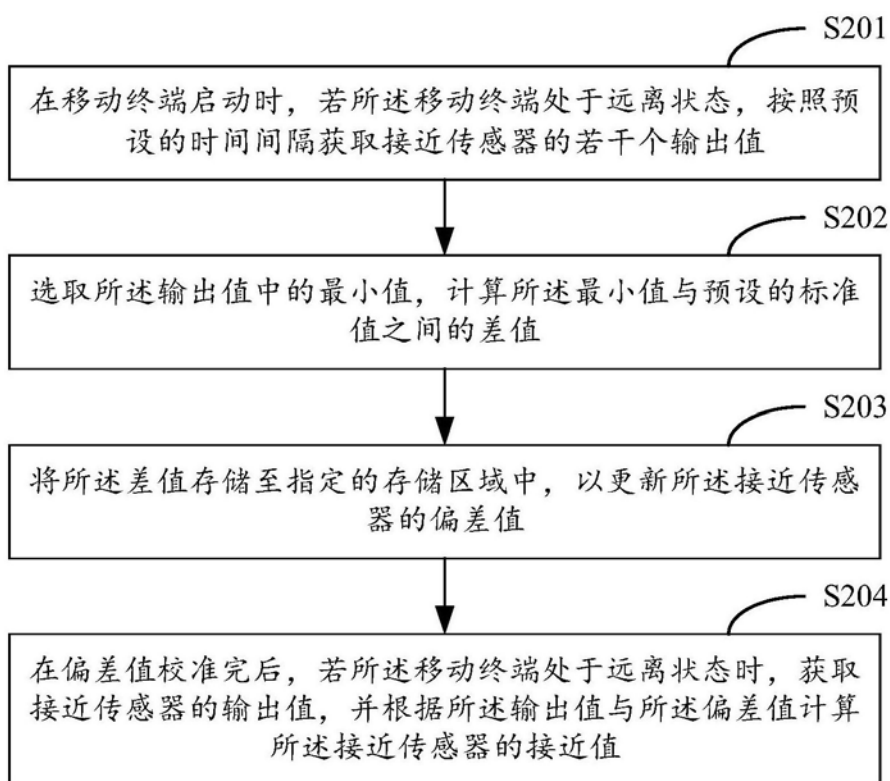 S201
在移动终端启动时，若所述移动终端处于远离状态，按照预
设的时间间隔获取接近传感器的若干个输出值
S202
选取所述输出值中的最小值，计算所述最小值与预设的标准
值之间的差值
S203
将所述差值存储至指定的存储区域中，以更新所述接近传感
器的偏差值
S204
在偏差值校准完后，若所述移动终端处于远离状态时，获取
接近传感器的输出值，并根据所述输出值与所述偏差值计算
所述接近传感器的接近值